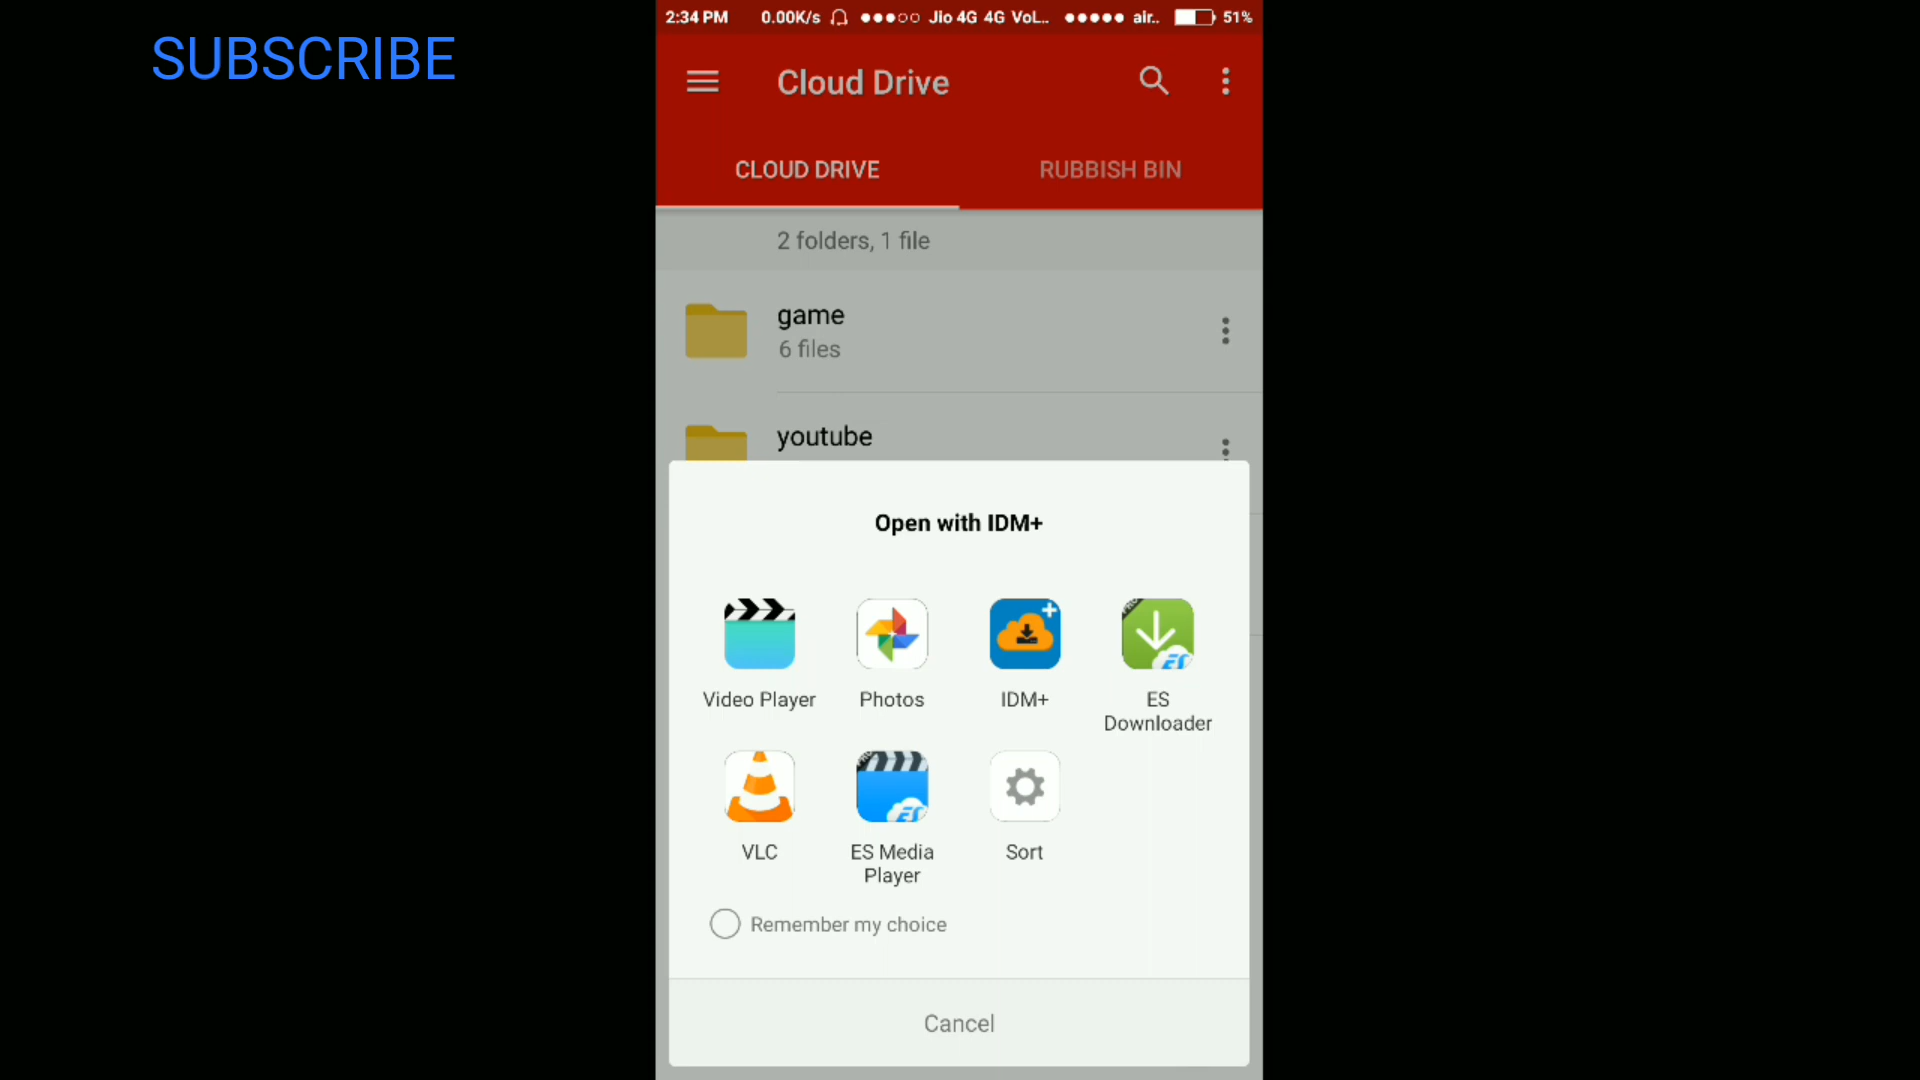 SUBSCRIBE
2:34 PM 0.00K/s Jio 4G 4G VoL... air.. 51%
Cloud Drive
CLOUD DRIVE RUBBISH BIN
2 folders, 1 file
game
6 files
youtube
Open with IDM+
Video Player Photos IDM+ ES
Downloader
VLC ES Media
Player Sort
Remember my choice
Cancel